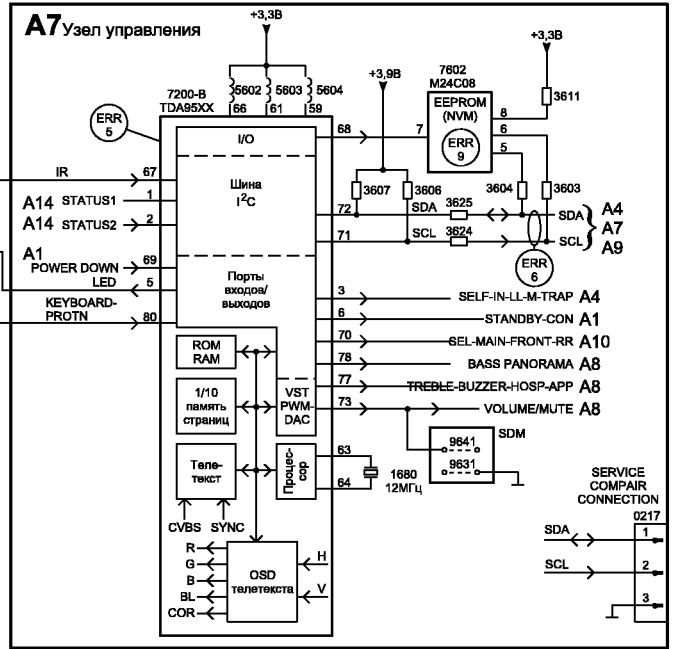 A7 Узел управления
+3,3В
+3,3В
+3,9В
7602
M24C08
7200-B
TDA95XX
5602
5603
5604
66
61
59
ERR
5
I/O
68
7
EEPROM
(NVM)
ERR
9
8
6
5
3611
IR
67
A14 STATUS1
1
A14 STATUS2
2
Шина
I²C
3607
3606
3604
3603
72
SDA
3625
SDA
71
SCL
3624
SCL
A4
A7
A9
ERR
6
A1
POWER DOWN
69
LED
5
KEYBOARD-
PROTN
80
Порты
входов/
выходов
3
SELF-IN-LL-M-TRAP A4
6
STANDBY-CON A1
70
SEL-MAIN-FRONT-RR A10
78
BASS PANORAMA A8
77
TREBLE-BUZZER-HOSP-APP A8
73
VOLUME/MUTE A8
ROM
RAM
1/10
память
страниц
VST
PWM-
DAC
SDM
9641
9631
Теле-
текст
Процес-
сор
63
64
1680
12МГц
CVBS
SYNC
R
G
B
BL
COR
OSD
телетекста
H
V
SERVICE
COMPAIR
CONNECTION
0217
SDA
1
SCL
2
3